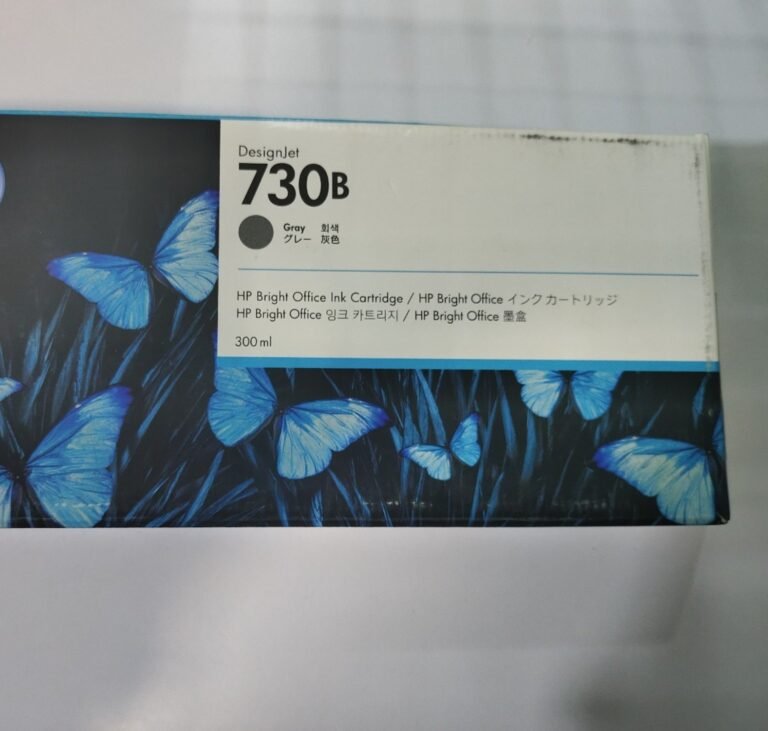 DesignJet
730B
Gray 회색
グレー 灰色
HP Bright Office Ink Cartridge / HP Bright Office インク カートリッジ
HP Bright Office 잉크 카트리지 / HP Bright Office 墨盒
300 ml